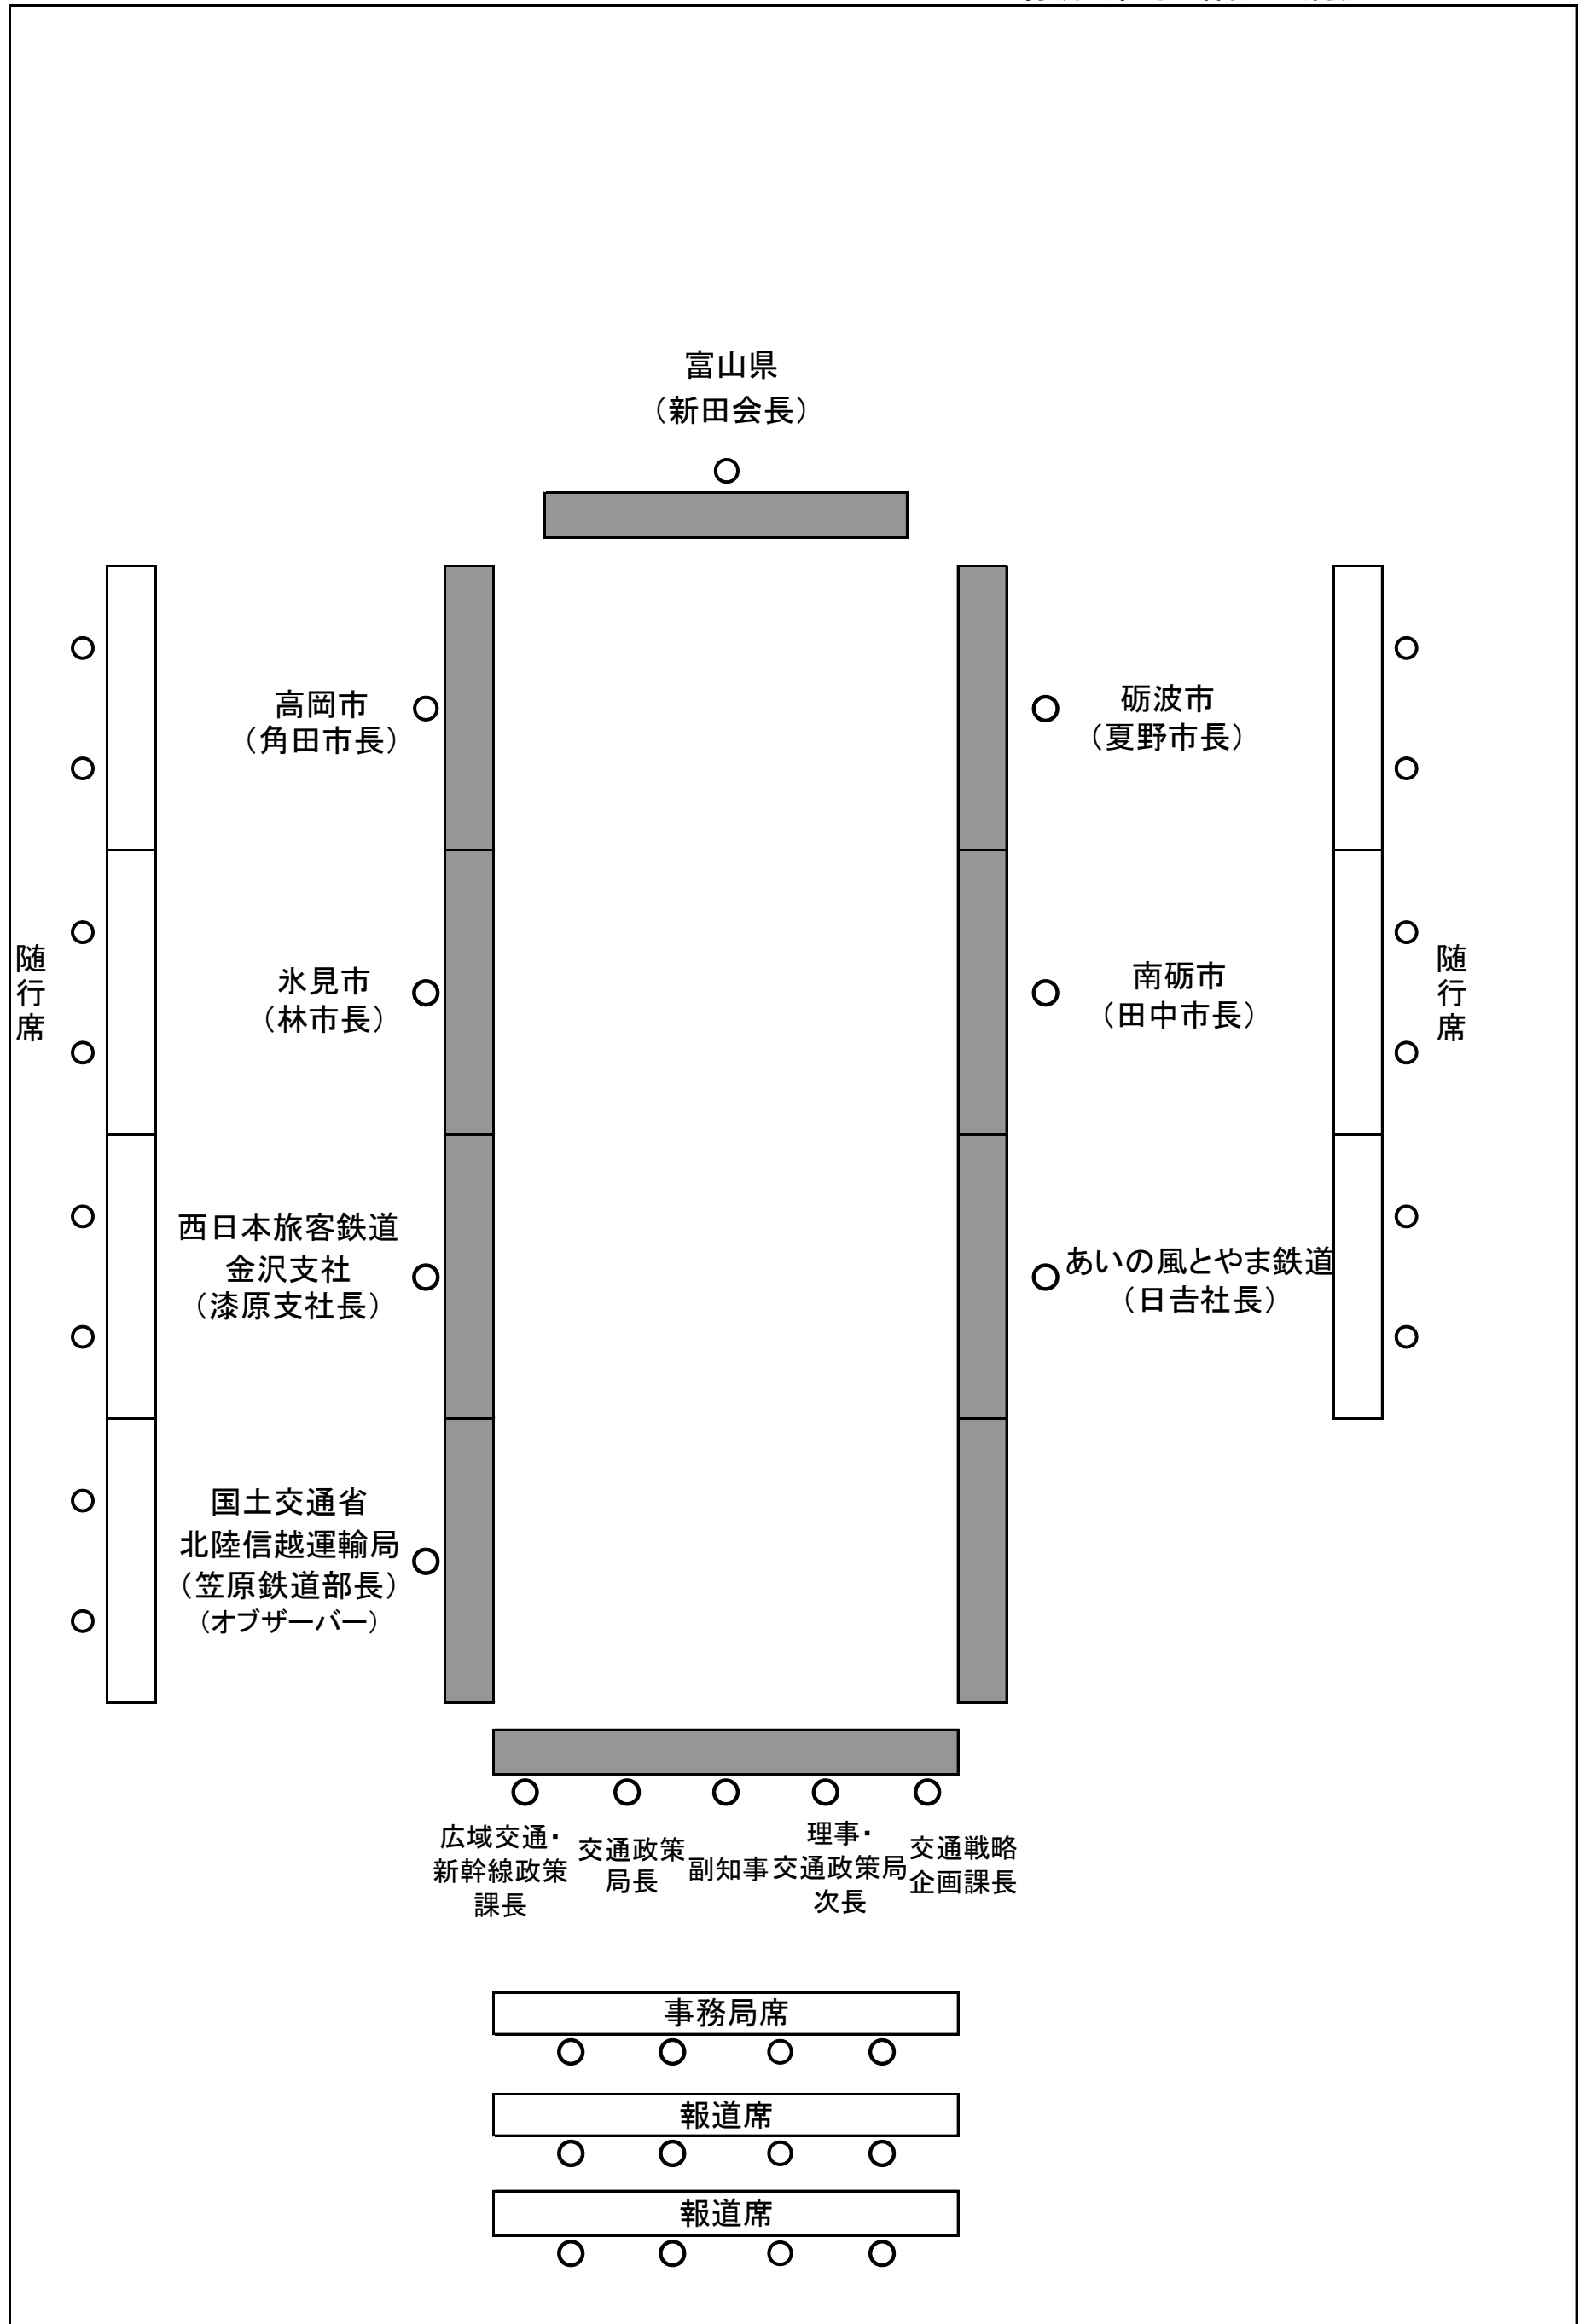 富山県
（新田会長）
高岡市
（角田市長）
砺波市
（夏野市長）
随行席
氷見市
（林市長）
南砺市
（田中市長）
随行席
西日本旅客鉄道
金沢支社
（漆原支社長）
あいの風とやま鉄道
（日吉社長）
国土交通省
北陸信越運輸局
（笠原鉄道部長）
（オブザーバー）
広域交通・
新幹線政策
課長
交通政策
局長
副知事
理事・
交通政策局
次長
交通戦略
企画課長
事務局席
報道席
報道席